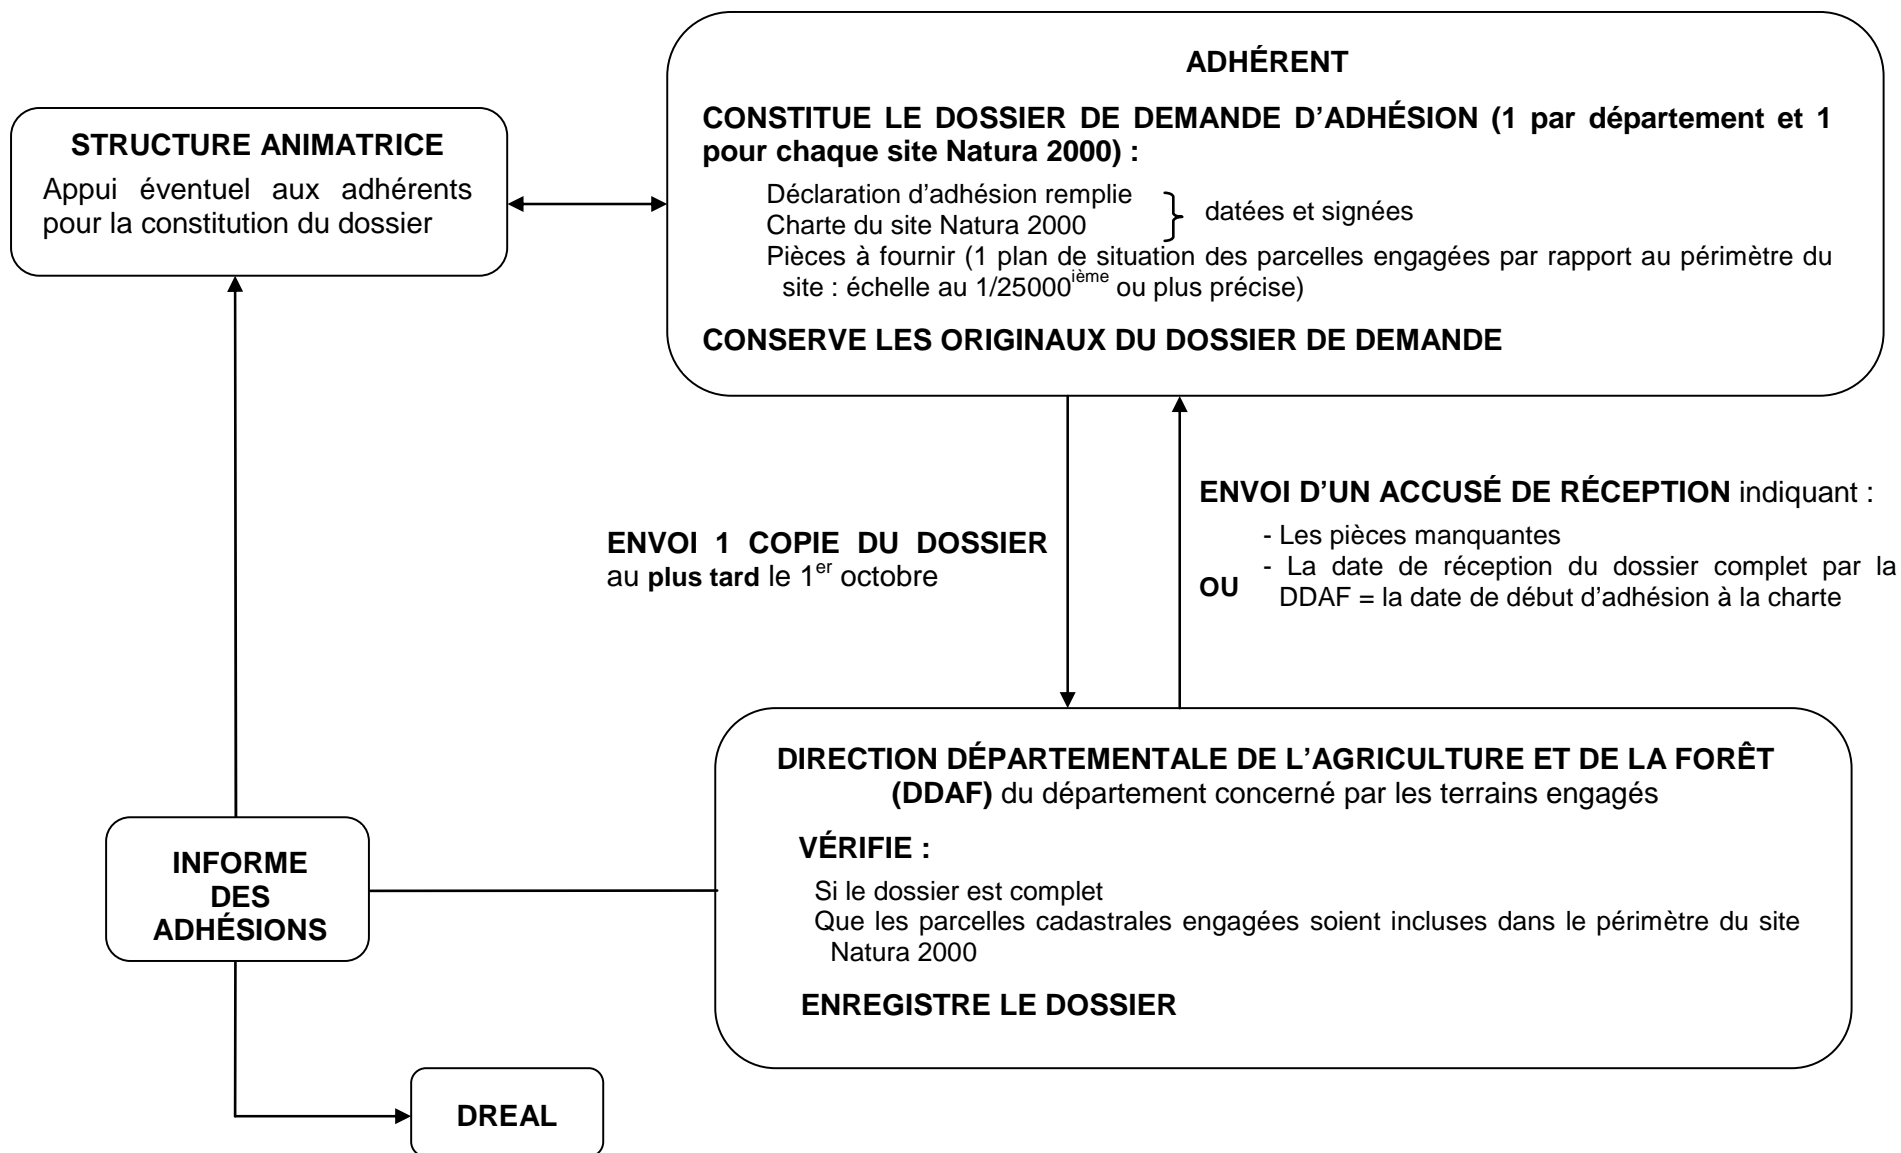 ADHÉRENT
CONSTITUE LE DOSSIER DE DEMANDE D’ADHÉSION (1 par département et 1
pour chaque site Natura 2000) :
Déclaration d’adhésion remplie
Charte du site Natura 2000
datées et signées
Pièces à fournir (1 plan de situation des parcelles engagées par rapport au périmètre du
site : échelle au 1/25000ième ou plus précise)
CONSERVE LES ORIGINAUX DU DOSSIER DE DEMANDE
STRUCTURE ANIMATRICE
Appui éventuel aux adhérents
pour la constitution du dossier
ENVOI 1 COPIE DU DOSSIER
au plus tard le 1er octobre
ENVOI D’UN ACCUSÉ DE RÉCEPTION indiquant :
- Les pièces manquantes
OU
- La date de réception du dossier complet par la
DDAF = la date de début d’adhésion à la charte
DIRECTION DÉPARTEMENTALE DE L’AGRICULTURE ET DE LA FORÊT
(DDAF) du département concerné par les terrains engagés
VÉRIFIE :
Si le dossier est complet
Que les parcelles cadastrales engagées soient incluses dans le périmètre du site
Natura 2000
ENREGISTRE LE DOSSIER
INFORME
DES
ADHÉSIONS
DREAL